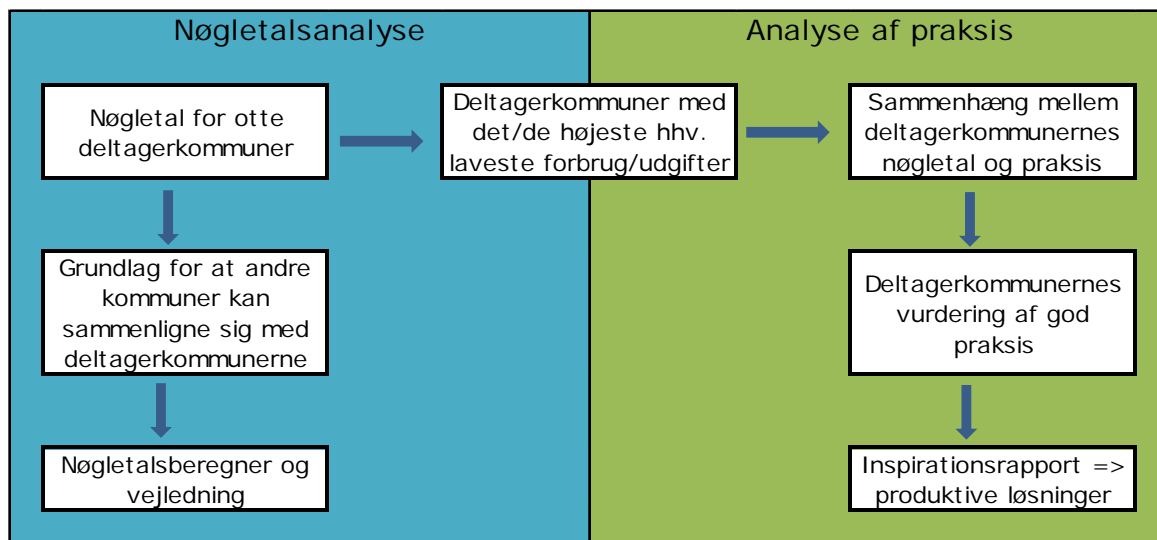 Nøgletalsanalyse
Analyse af praksis
Nøgletal for otte
deltagerkommuner
Deltagerkommuner med
det/de højeste hhv.
laveste forbrug/udgifter
Sammenhæng mellem
deltagerkommunernes
nøgletal og praksis
Grundlag for at andre
kommuner kan
sammenligne sig med
deltagerkommunerne
Deltagerkommunernes
vurdering af god
praksis
Nøgletalsberegner og
vejledning
Inspirationsrapport =>
produktive løsninger